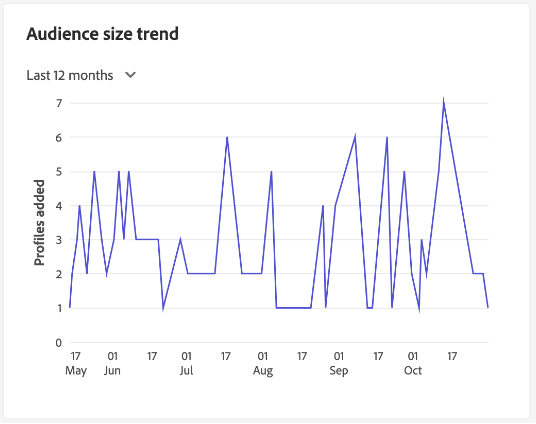 Audience size trend
Last 12 months
Profiles added
7
6
5
4
3
2
1
0
17 01 17 01 17 01 17 01 17 01 17
May Jun Jul Aug Sep Oct